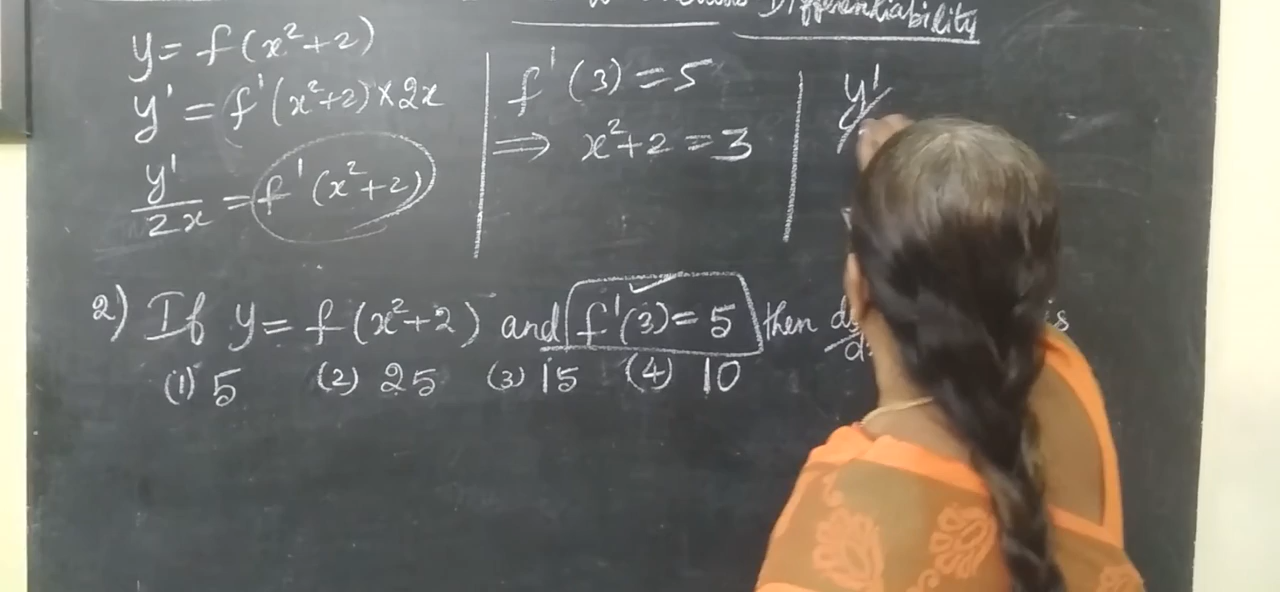 Differentiability
y = f(x²+2)
y' = f'(x²+2) × 2x
y'/2x = f'(x²+2)
f'(3) = 5
⇒ x²+2 = 3
y'
2) If y = f(x²+2) and f'(3) = 5 then is
(1) 5 (2) 25 (3) 15 (4) 10